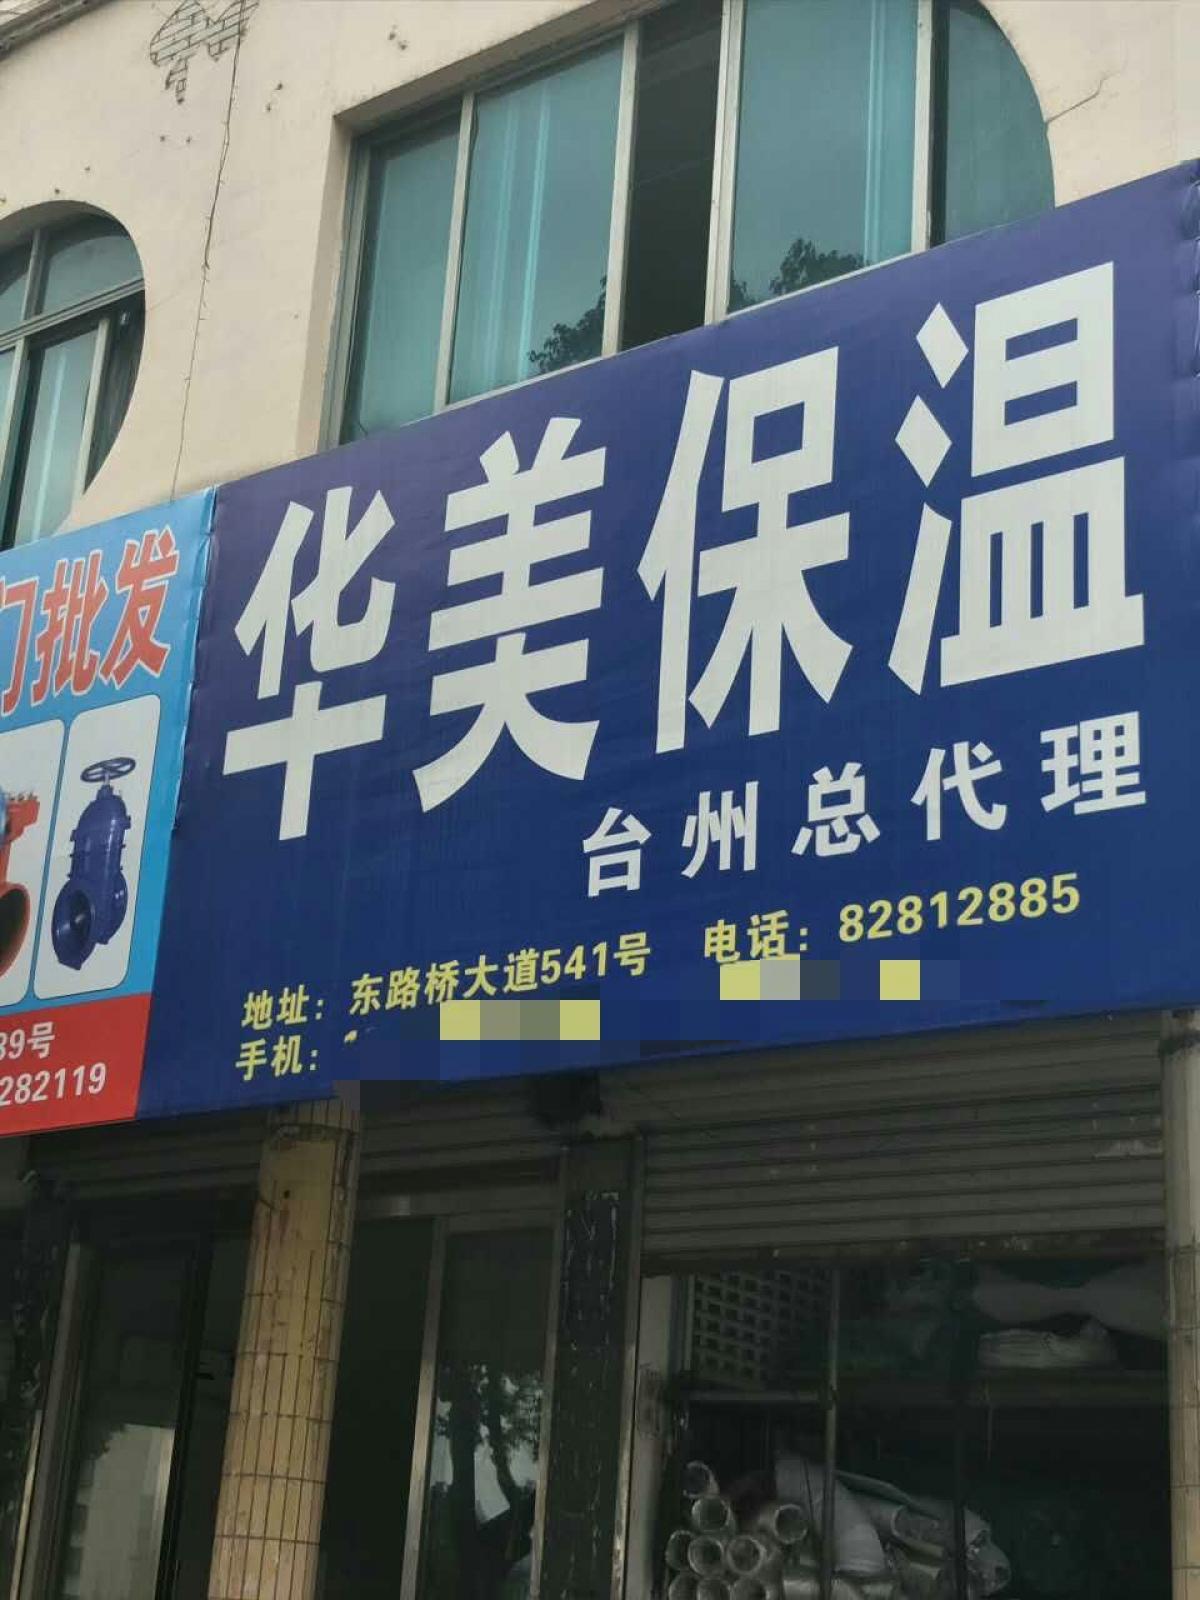 华美保温
台州总代理
地址：东路桥大道541号 电话：82812885
手机：
门批发
39号
282119